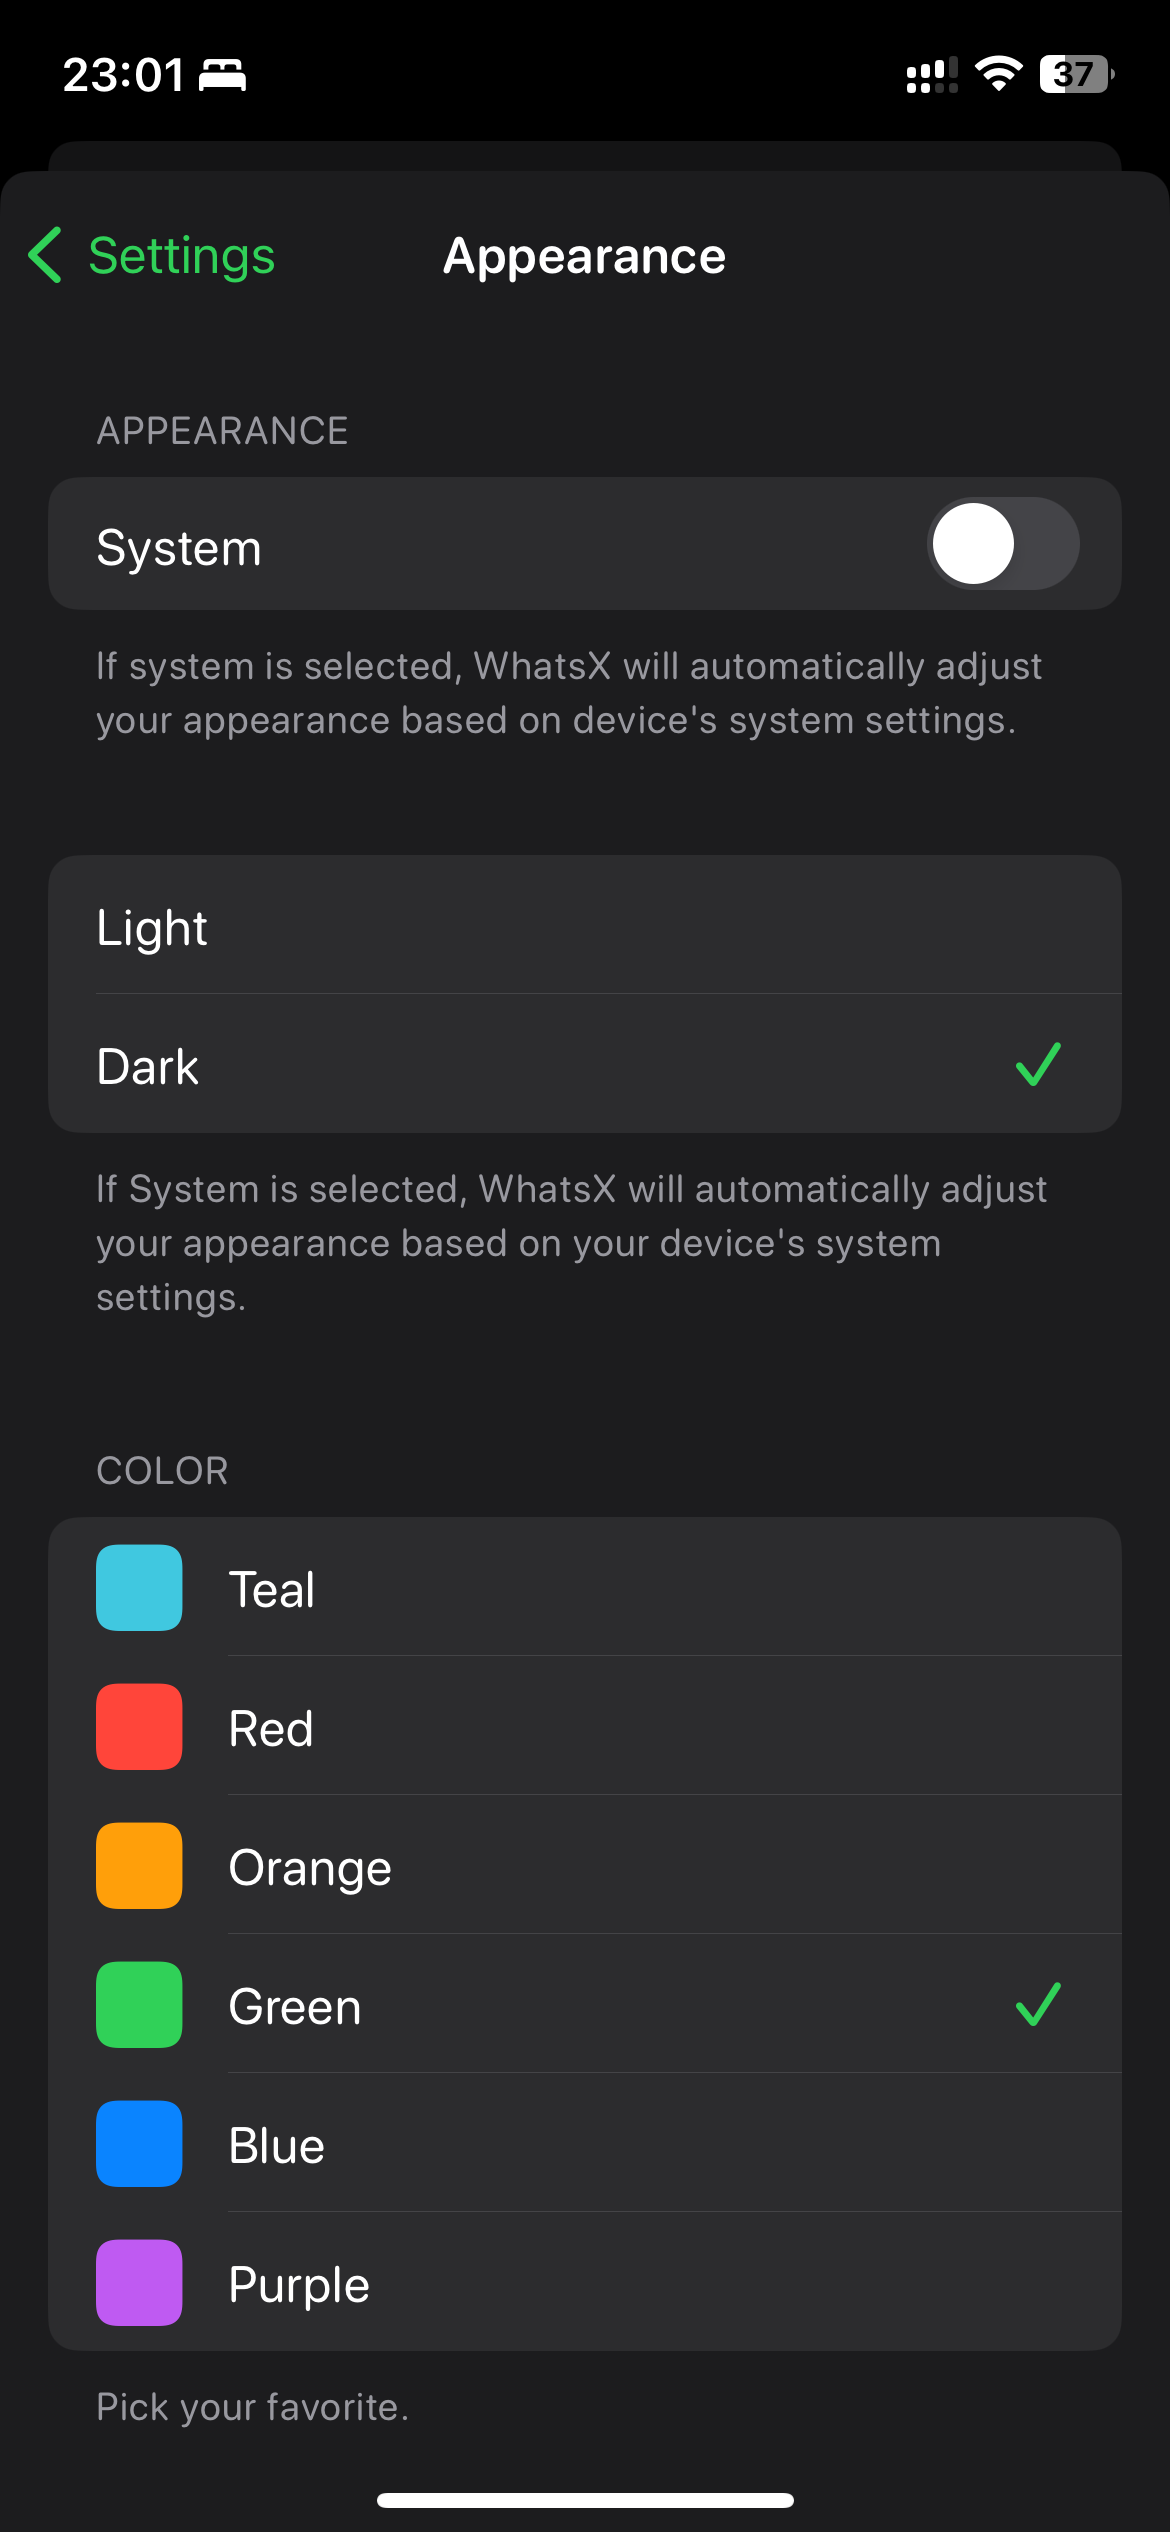 23:01
37
Settings
Appearance
APPEARANCE
System
If system is selected, WhatsX will automatically adjust
your appearance based on device's system settings.
Light
Dark
If System is selected, WhatsX will automatically adjust
your appearance based on your device's system
settings.
COLOR
Teal
Red
Orange
Green
Blue
Purple
Pick your favorite.